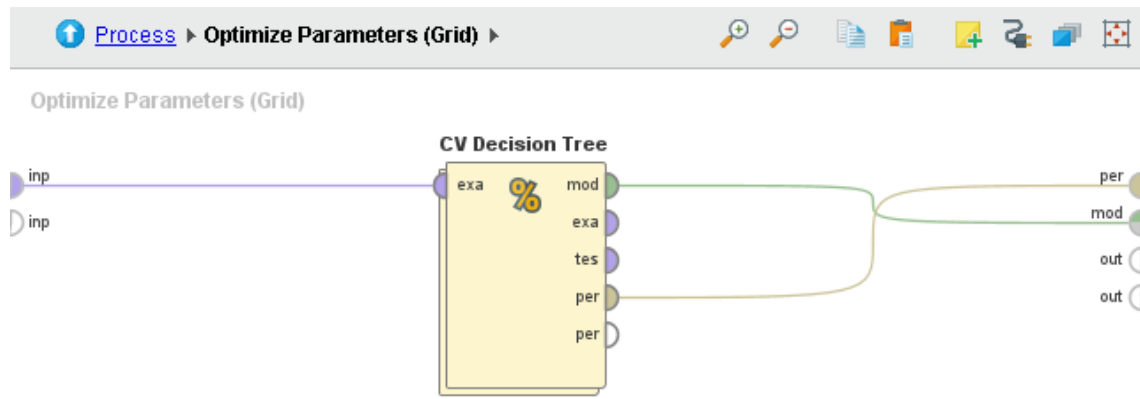 Process Optimize Parameters (Grid)
Optimize Parameters (Grid)
CV Decision Tree
inp exa % mod per
inp exa mod
tes out
per out
per